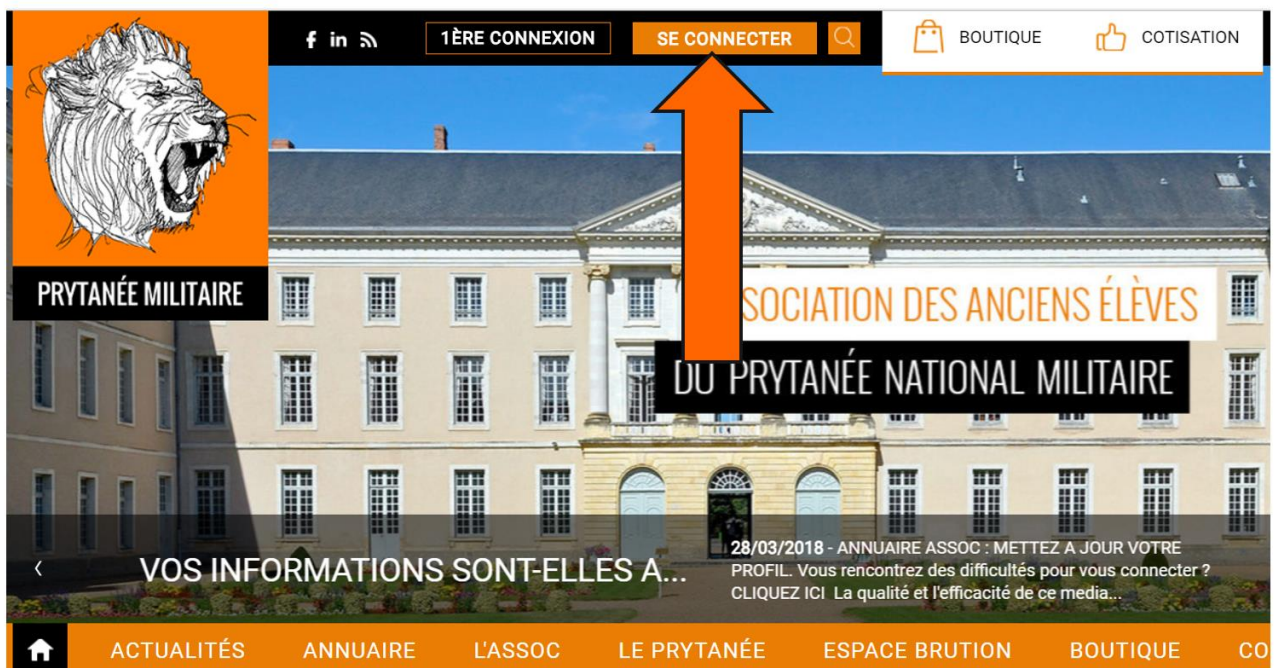 f in
1ÈRE CONNEXION
SE CONNECTER
BOUTIQUE
COTISATION
PRYTANÉE MILITAIRE
SOCIATION DES ANCIENS ÉLÈVES
DU PRYTANÉE NATIONAL MILITAIRE
‹
VOS INFORMATIONS SONT-ELLES A...
28/03/2018 - ANNUAIRE ASSOC : METTEZ A JOUR VOTRE
PROFIL. Vous rencontrez des difficultés pour vous connecter ?
CLIQUEZ ICI La qualité et l'efficacité de ce media...
ACTUALITÉS
ANNUAIRE
L'ASSOC
LE PRYTANÉE
ESPACE BRUTION
BOUTIQUE
CO